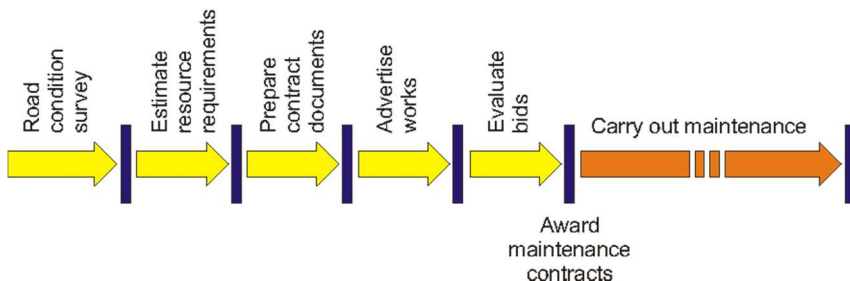 Road
condition
survey
Estimate
resource
requirements
Prepare
contract
documents
Advertise
works
Evaluate
bids
Carry out maintenance
Award
maintenance
contracts